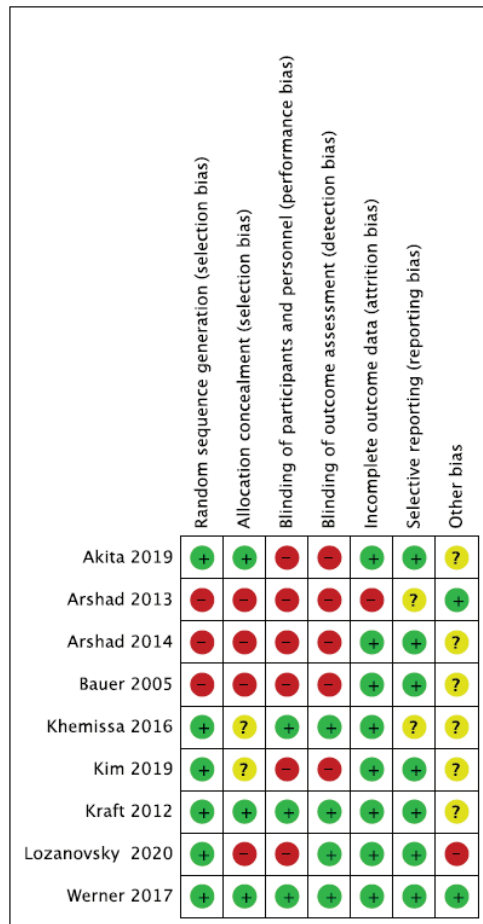 Random sequence generation (selection bias)
Allocation concealment (selection bias)
Blinding of participants and personnel (performance bias)
Blinding of outcome assessment (detection bias)
Incomplete outcome data (attrition bias)
Selective reporting (reporting bias)
Other bias
Akita 2019 + + − − + + ?
Arshad 2013 − − − − − ? +
Arshad 2014 − − − − + + ?
Bauer 2005 − − − − + + ?
Khemissa 2016 + ? + + + ? ?
Kim 2019 + ? − − + + ?
Kraft 2012 + + + + + + ?
Lozanovsky 2020 + − − + + + −
Werner 2017 + + + + + + +